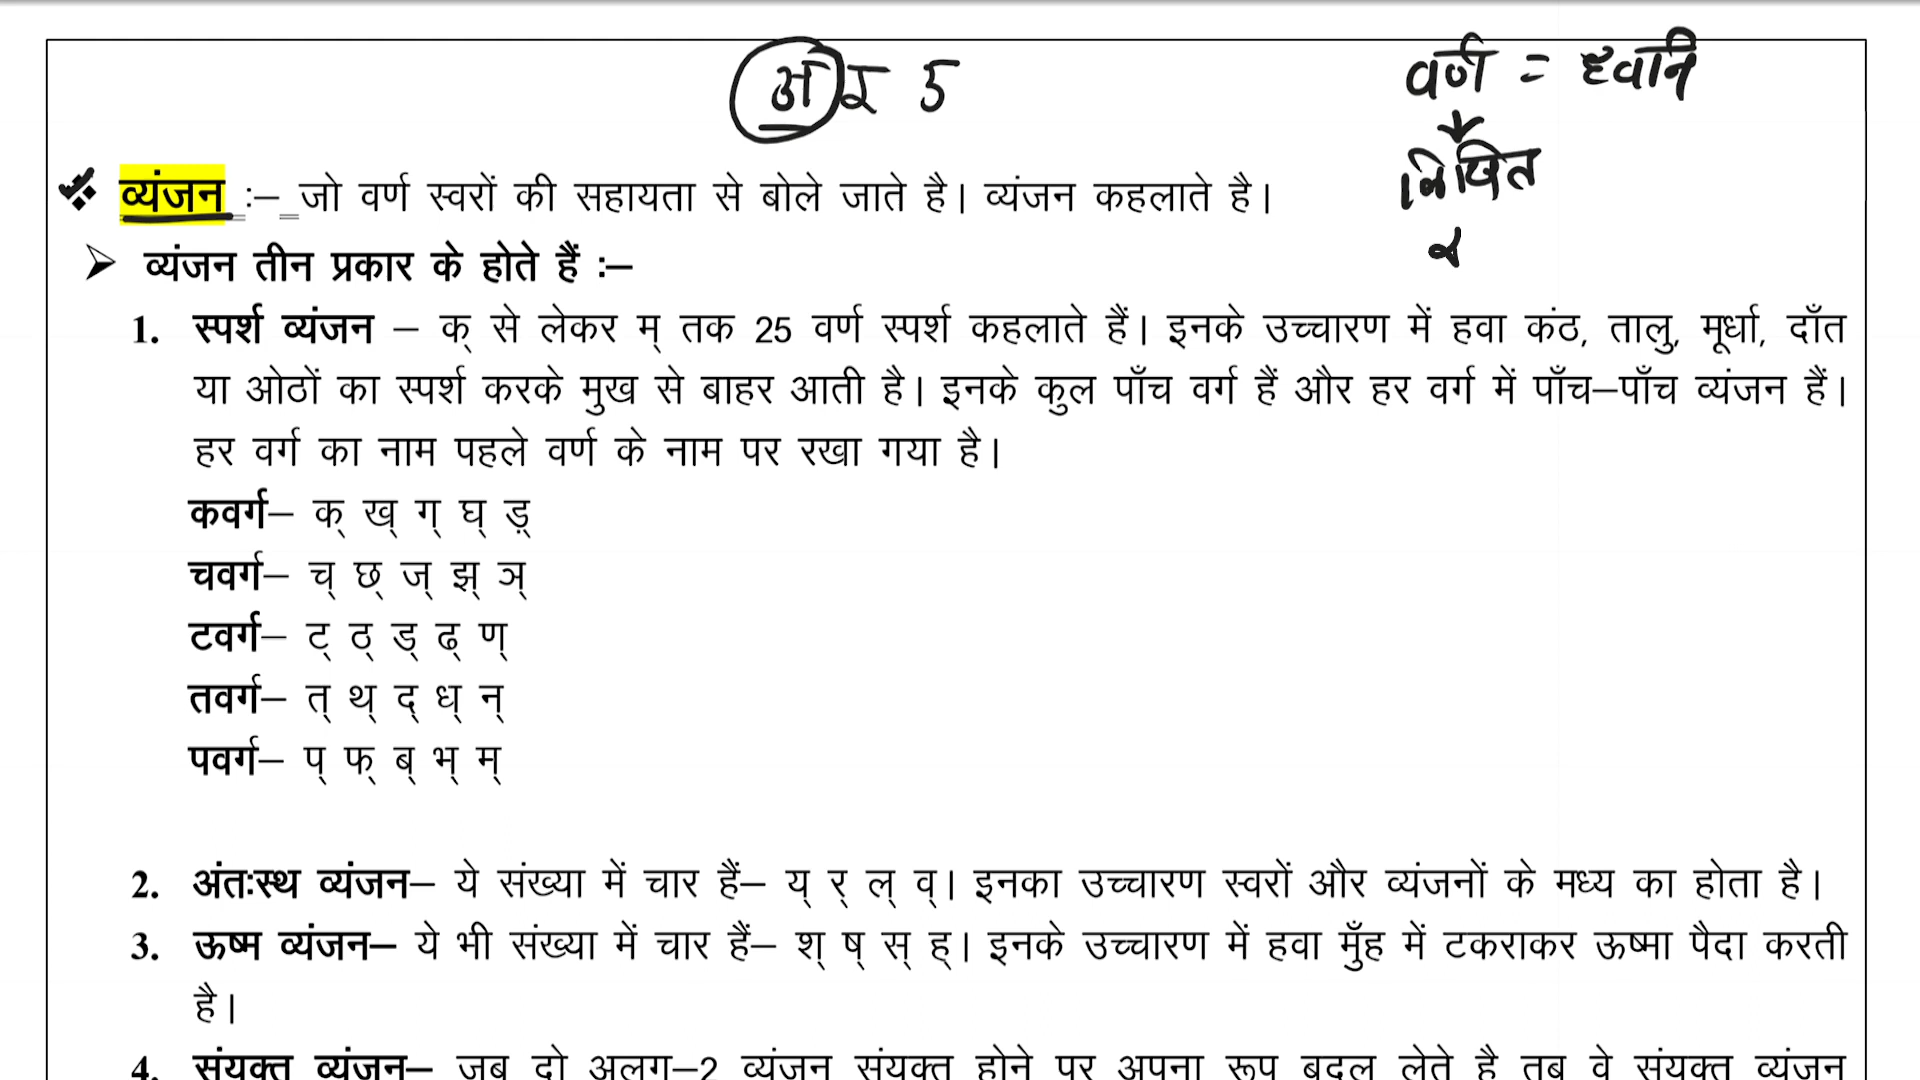 अ इ उ
वर्ण = ध्वनि
लिखित
❖ व्यंजन :– जो वर्ण स्वरों की सहायता से बोले जाते है। व्यंजन कहलाते है।
➢ व्यंजन तीन प्रकार के होते हैं :–
1. स्पर्श व्यंजन – क् से लेकर म् तक 25 वर्ण स्पर्श कहलाते हैं। इनके उच्चारण में हवा कंठ, तालु, मूर्धा, दाँत
या ओठों का स्पर्श करके मुख से बाहर आती है। इनके कुल पाँच वर्ग हैं और हर वर्ग में पाँच–पाँच व्यंजन हैं।
हर वर्ग का नाम पहले वर्ण के नाम पर रखा गया है।
कवर्ग– क् ख् ग् घ् ड़्
चवर्ग– च् छ् ज् झ् ञ्
टवर्ग– ट् ठ् ड् ढ् ण्
तवर्ग– त् थ् द् ध् न्
पवर्ग– प् फ् ब् भ् म्
2. अंतःस्थ व्यंजन– ये संख्या में चार हैं– य् र् ल् व्। इनका उच्चारण स्वरों और व्यंजनों के मध्य का होता है।
3. ऊष्म व्यंजन– ये भी संख्या में चार हैं– श् ष् स् ह्। इनके उच्चारण में हवा मुँह में टकराकर ऊष्मा पैदा करती
है।
4. संयुक्त व्यंजन– जब दो अलग–2 व्यंजन संयुक्त होने पर अपना रूप बदल लेते है तब वे संयुक्त व्यंजन